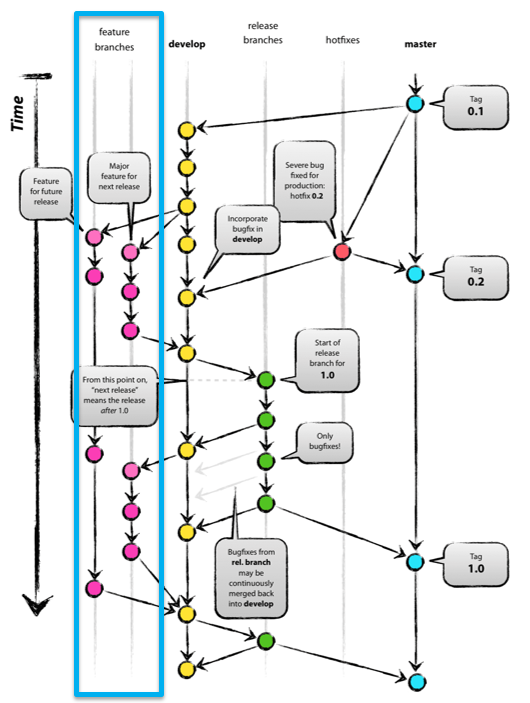 feature
branches
develop
release
branches
hotfixes
master
Time
Tag
0.1
Major
feature for
next release
Severe bug
fixed for
production:
hotfix 0.2
Feature
for future
release
Incorporate
bugfix in
develop
Tag
0.2
Start of
release
branch for
1.0
From this point on,
"next release"
means the release
after 1.0
Only
bugfixes!
Bugfixes from
rel. branch
may be
continuously
merged back
into develop
Tag
1.0